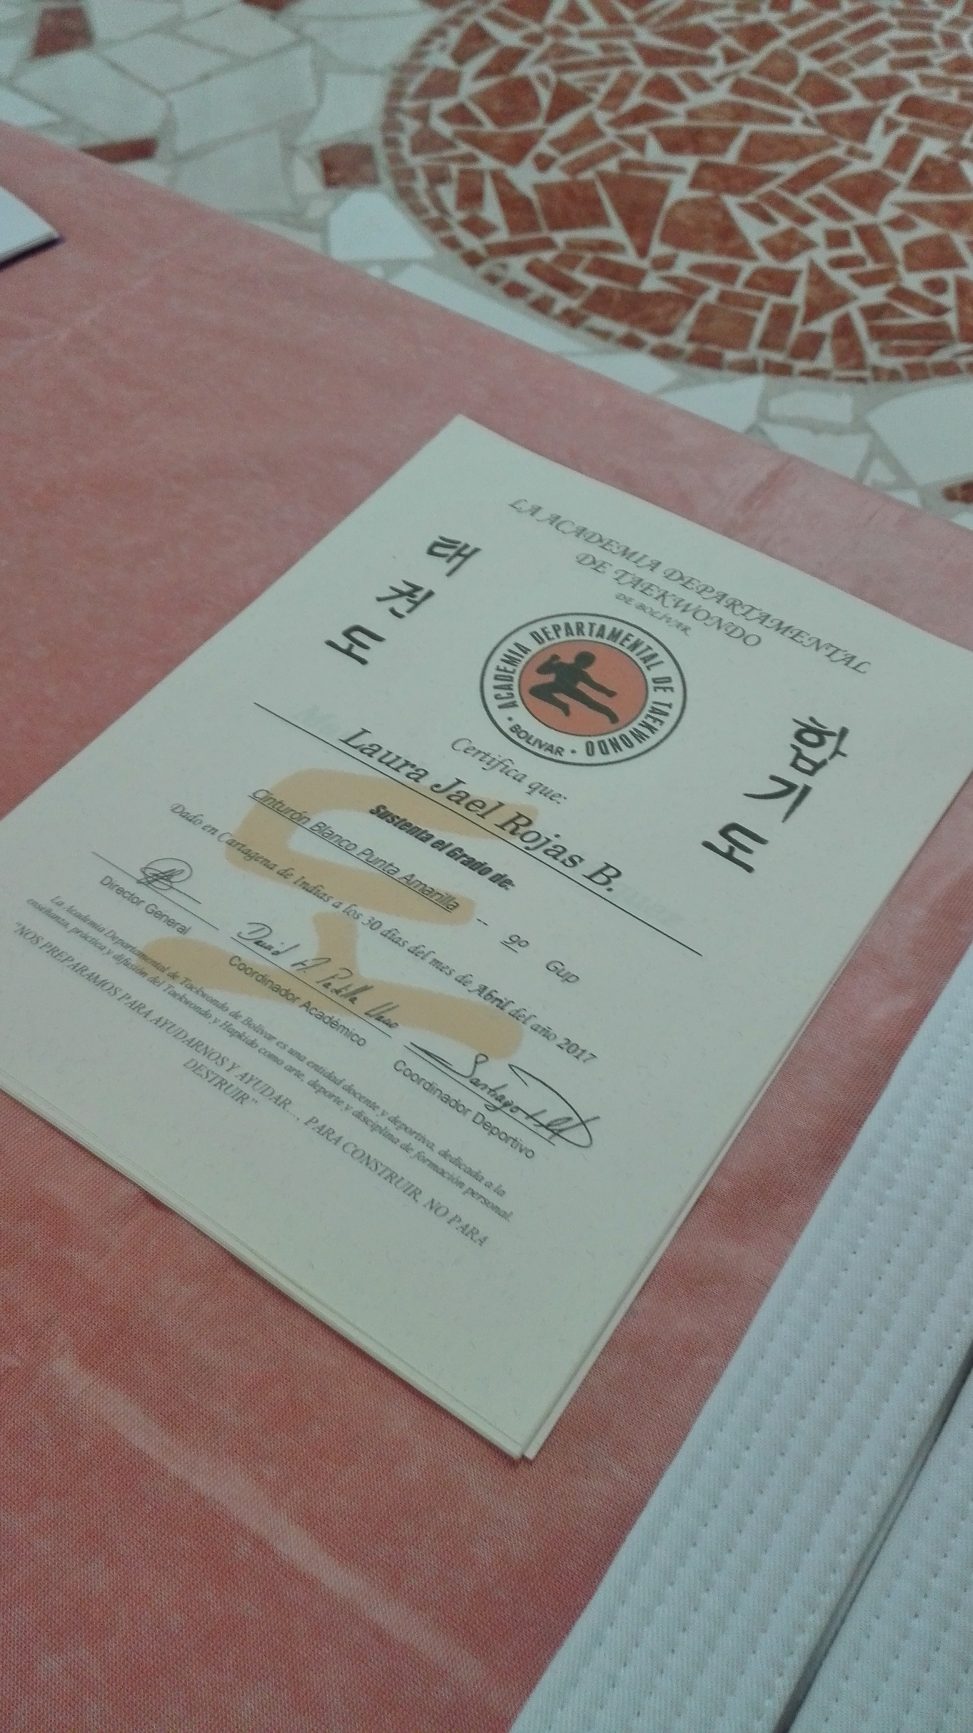 LA ACADEMIA DEPARTAMENTAL
DE TAEKWONDO
DE BOLIVAR
태권도
합기도
ACADEMIA DEPARTAMENTAL DE TAEKWONDO
· BOLIVAR ·
Certifica que:
Laura Jael Rojas B.
Sustenta el Grado de:
Cinturón Blanco Punta Amarilla -- 9º Gup
Dado en Cartagena de Indias a los 30 días del mes de Abril del año 2017
Director General
David A. Padilla
Coordinador Académico
Santiago
Coordinador Deportivo
La Academia Departamental de Taekwondo de Bolívar es una entidad docente y deportiva, dedicada a la
enseñanza, práctica y difusión del Taekwondo y Hapkido como arte, deporte y disciplina de formación personal.
"NOS PREPARAMOS PARA AYUDARNOS Y AYUDAR..., PARA CONSTRUIR, NO PARA
DESTRUIR."